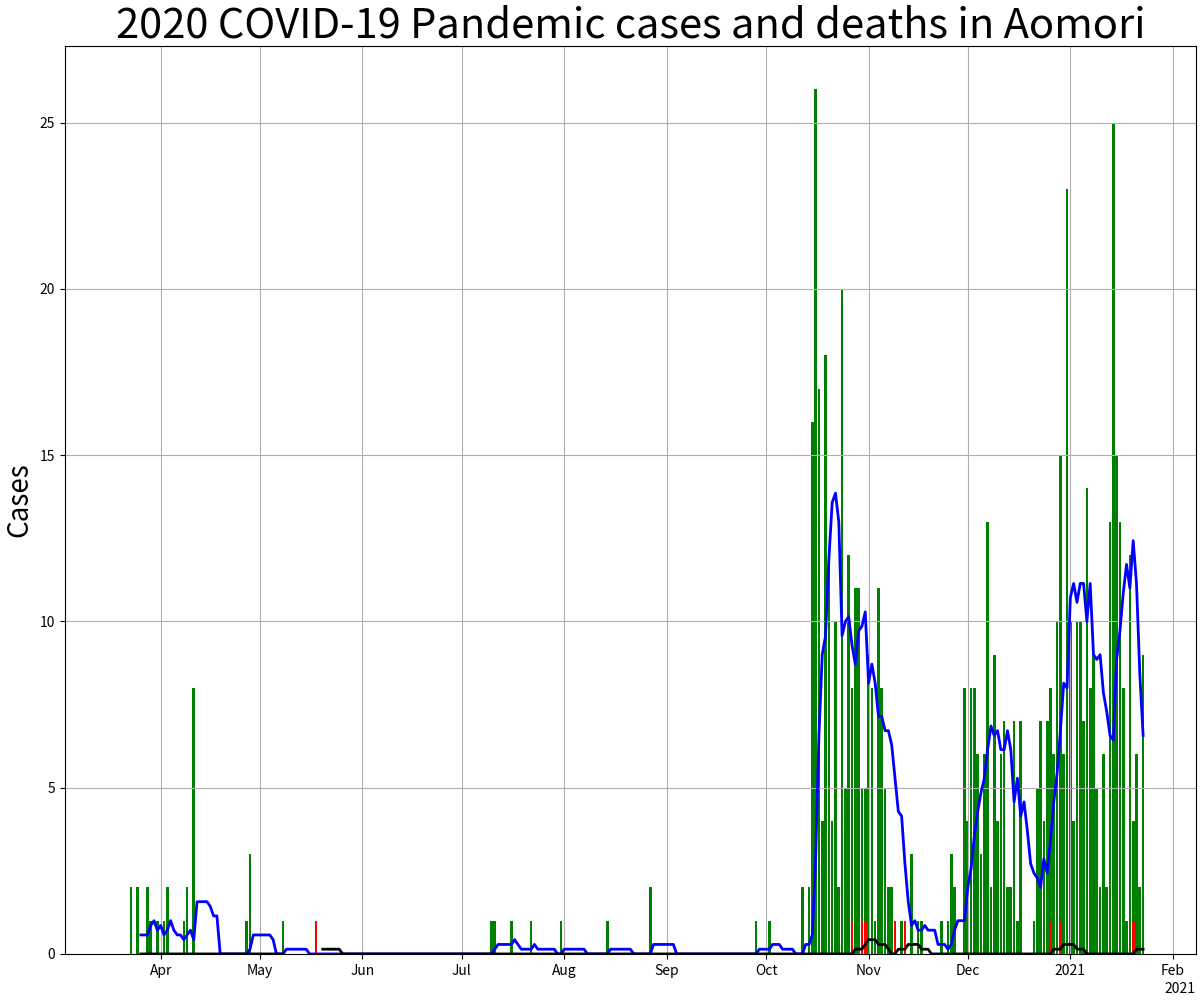 2020 COVID-19 Pandemic cases and deaths in Aomori
Cases
25
20
15
10
5
0
Apr May Jun Jul Aug Sep Oct Nov Dec 2021 Feb
2021